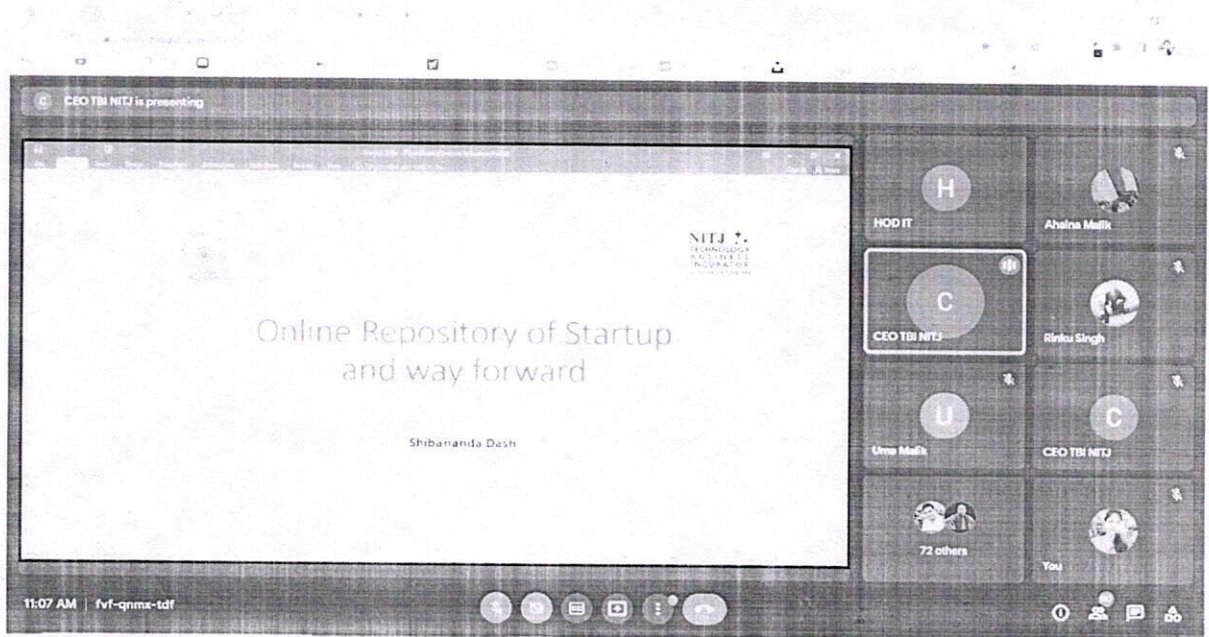 C
CEO TBI NITJ is presenting
NITJ
TECHNOLOGY
BUSINESS
INCUBATOR
Online Repository of Startup
and way forward
Shibananda Dash
H
HOD IT
Ahaina Malik
C
CEO TBI NITJ
Rinku Singh
U
Uma Malik
C
CEO TBI NITJ
72 others
You
11:07 AM | fvf-qnmx-tdf